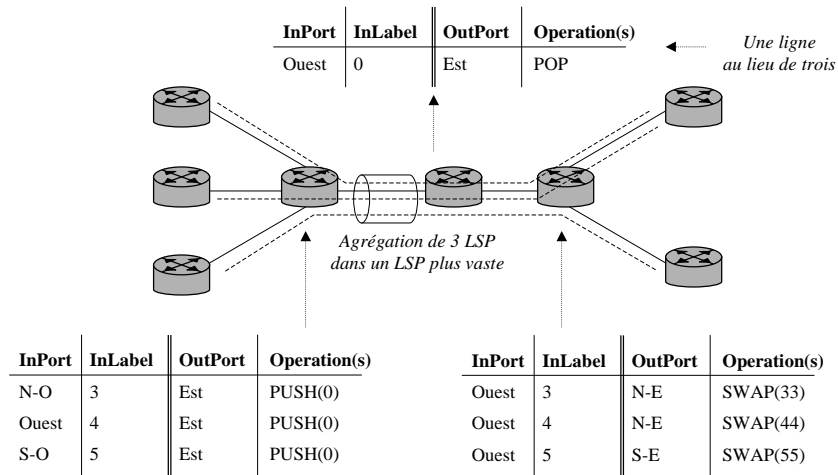 InPort InLabel OutPort Operation(s)
Ouest 0 Est POP
Une ligne
au lieu de trois
Agrégation de 3 LSP
dans un LSP plus vaste
InPort InLabel OutPort Operation(s)
N-O 3 Est PUSH(0)
Ouest 4 Est PUSH(0)
S-O 5 Est PUSH(0)
InPort InLabel OutPort Operation(s)
Ouest 3 N-E SWAP(33)
Ouest 4 N-E SWAP(44)
Ouest 5 S-E SWAP(55)